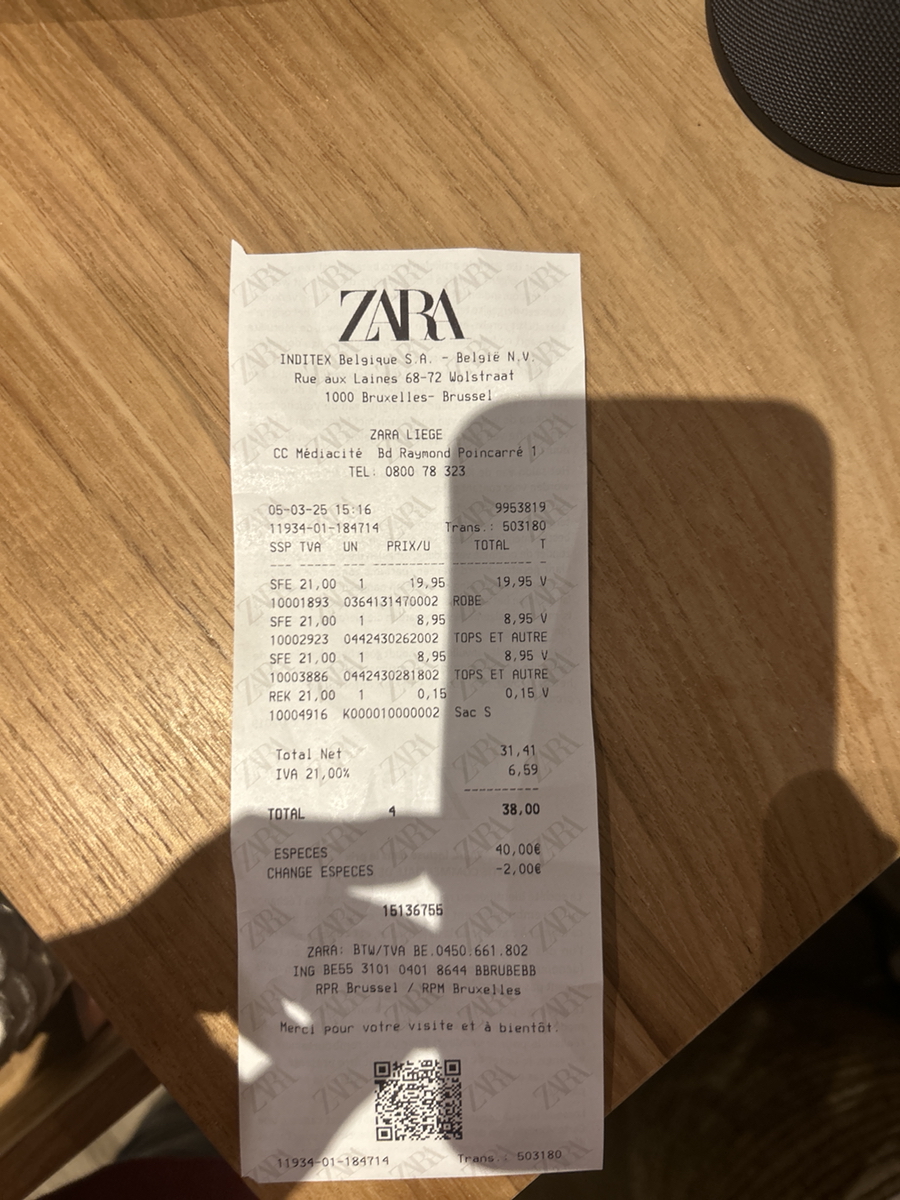 ZARA
INDITEX Belgique S.A. - België N.V.
Rue aux Laines 68-72 Wolstraat
1000 Bruxelles- Brussel
ZARA LIEGE
CC Médiacité Bd Raymond Poincarré 1
TEL: 0800 78 323
05-03-25 15:16 9953819
11934-01-184714 Trans.: 503180
SSP TVA UN PRIX/U TOTAL T
--- ----- --- ----------- ----------- -
SFE 21,00 1 19,95 19,95 V
10001893 0364131470002 ROBE
SFE 21,00 1 8,95 8,95 V
10002923 0442430262002 TOPS ET AUTRE
SFE 21,00 1 8,95 8,95 V
10003886 0442430281802 TOPS ET AUTRE
REK 21,00 1 0,15 0,15 V
10004916 K000010000002 Sac S
Total Net 31,41
IVA 21,00% 6,59
----------
TOTAL 4 38,00
ESPECES 40,00€
CHANGE ESPECES -2,00€
15136755
ZARA: BTW/TVA BE.0450.661.802
ING BE55 3101 0401 8644 BBRUBEBB
RPR Brussel / RPM Bruxelles
Merci pour votre visite et à bientôt.
11934-01-184714 Trans.: 503180